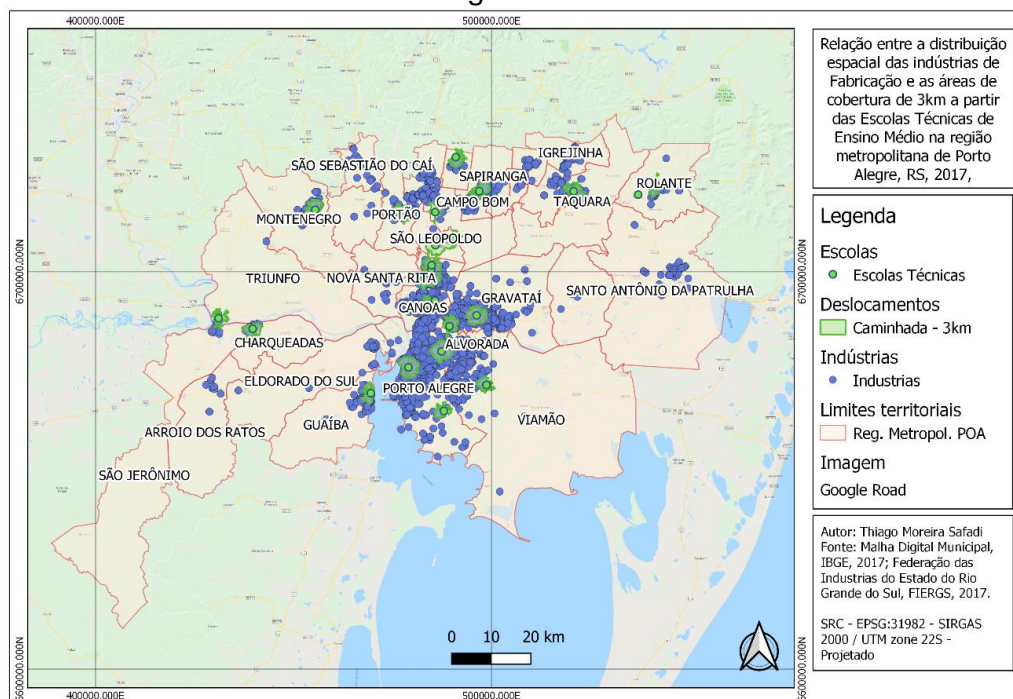 400000.000E
500000.000E
6700000.000N
6700000.000N
SÃO SEBASTIÃO DO CAÍ
IGREJINHA
SAPIRANGA
ROLANTE
CAMPO BOM
TAQUARA
MONTENEGRO
PORTÃO
SÃO LEOPOLDO
TRIUNFO
NOVA SANTA RITA
SANTO ANTÔNIO DA PATRULHA
GRAVATAÍ
CANOAS
CHARQUEADAS
ALVORADA
ELDORADO DO SUL
PORTO ALEGRE
ARROIO DOS RATOS
GUAÍBA
VIAMÃO
SÃO JERÔNIMO
0 10 20 km
5600000.000N
5600000.000N
400000.000E
500000.000E
Relação entre a distribuição
espacial das indústrias de
Fabricação e as áreas de
cobertura de 3km a partir
das Escolas Técnicas de
Ensino Médio na região
metropolitana de Porto
Alegre, RS, 2017,
Legenda
Escolas
Escolas Técnicas
Deslocamentos
Caminhada - 3km
Indústrias
Industrias
Limites territoriais
Reg. Metropol. POA
Imagem
Google Road
Autor: Thiago Moreira Safadi
Fonte: Malha Digital Municipal,
IBGE, 2017; Federação das
Industrias do Estado do Rio
Grande do Sul, FIERGS, 2017.
SRC - EPSG:31982 - SIRGAS
2000 / UTM zone 22S -
Projetado